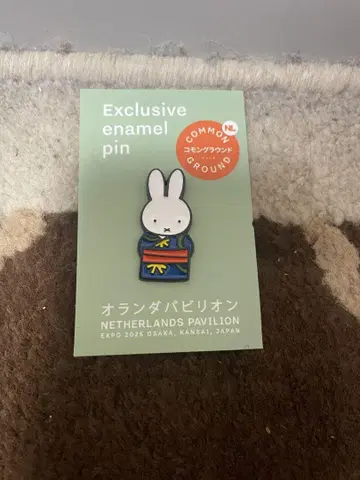 Exclusive
enamel
pin
NL
COMMON
コモングラウンド
GROUND
オランダパビリオン
NETHERLANDS PAVILION
EXPO 2025 OSAKA, KANSAI, JAPAN